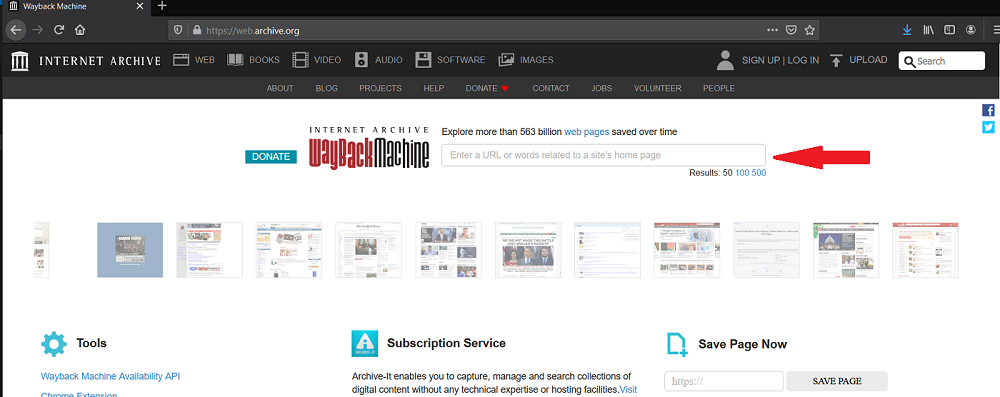 Wayback Machine
https://web.archive.org
INTERNET ARCHIVE WEB BOOKS VIDEO AUDIO SOFTWARE IMAGES SIGN UP | LOG IN UPLOAD Search
ABOUT BLOG PROJECTS HELP DONATE CONTACT JOBS VOLUNTEER PEOPLE
INTERNET ARCHIVE
WayBackMachine
DONATE
Explore more than 563 billion web pages saved over time
Enter a URL or words related to a site's home page
Results: 50 100 500
Tools
Wayback Machine Availability API
Chrome Extension
Subscription Service
Archive-It enables you to capture, manage and search collections of
digital content without any technical expertise or hosting facilities.Visit
Save Page Now
https://
SAVE PAGE